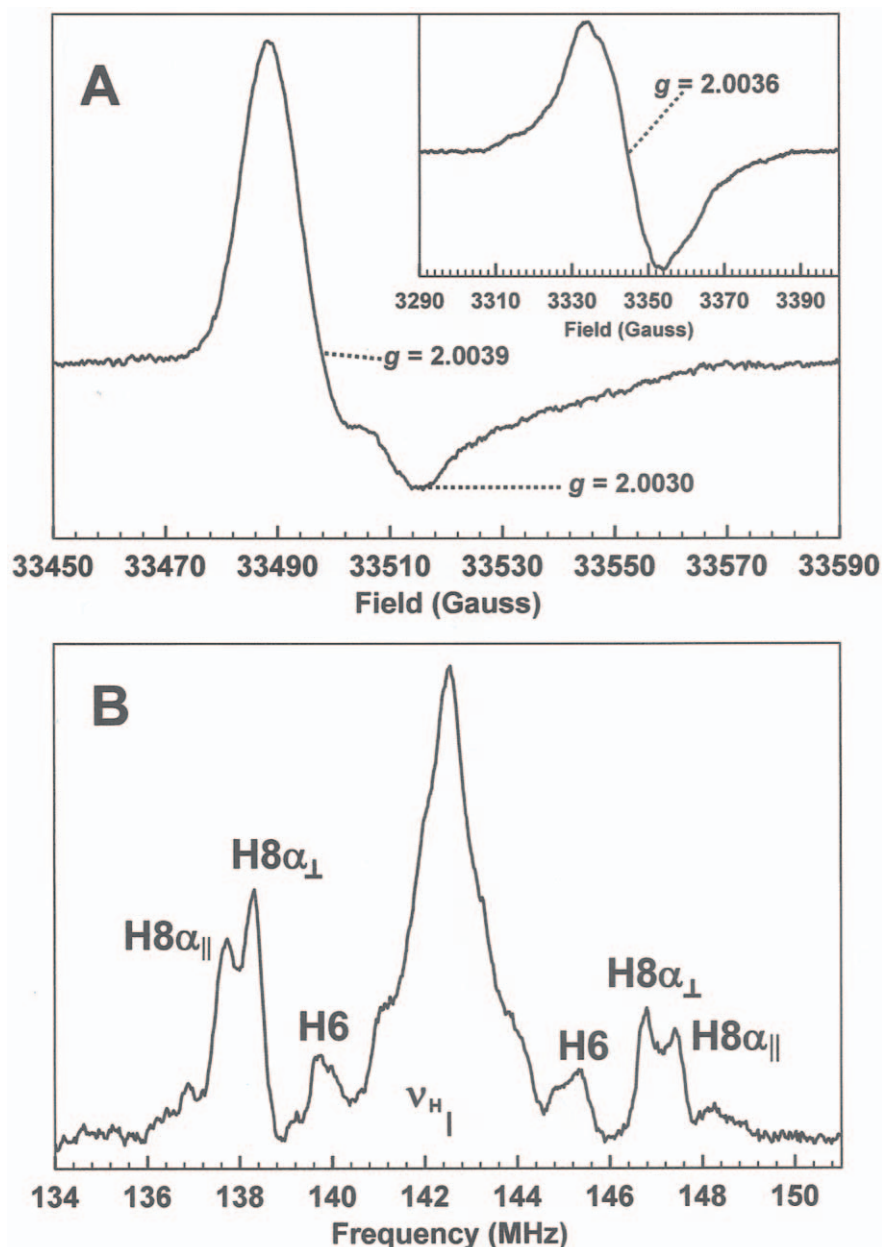 A
g = 2.0036
3290 3310 3330 3350 3370 3390
Field (Gauss)
g = 2.0039
g = 2.0030
33450 33470 33490 33510 33530 33550 33570 33590
Field (Gauss)
B
H8α⊥
H8α||
H6
νH
H6
H8α⊥
H8α||
134 136 138 140 142 144 146 148 150
Frequency (MHz)